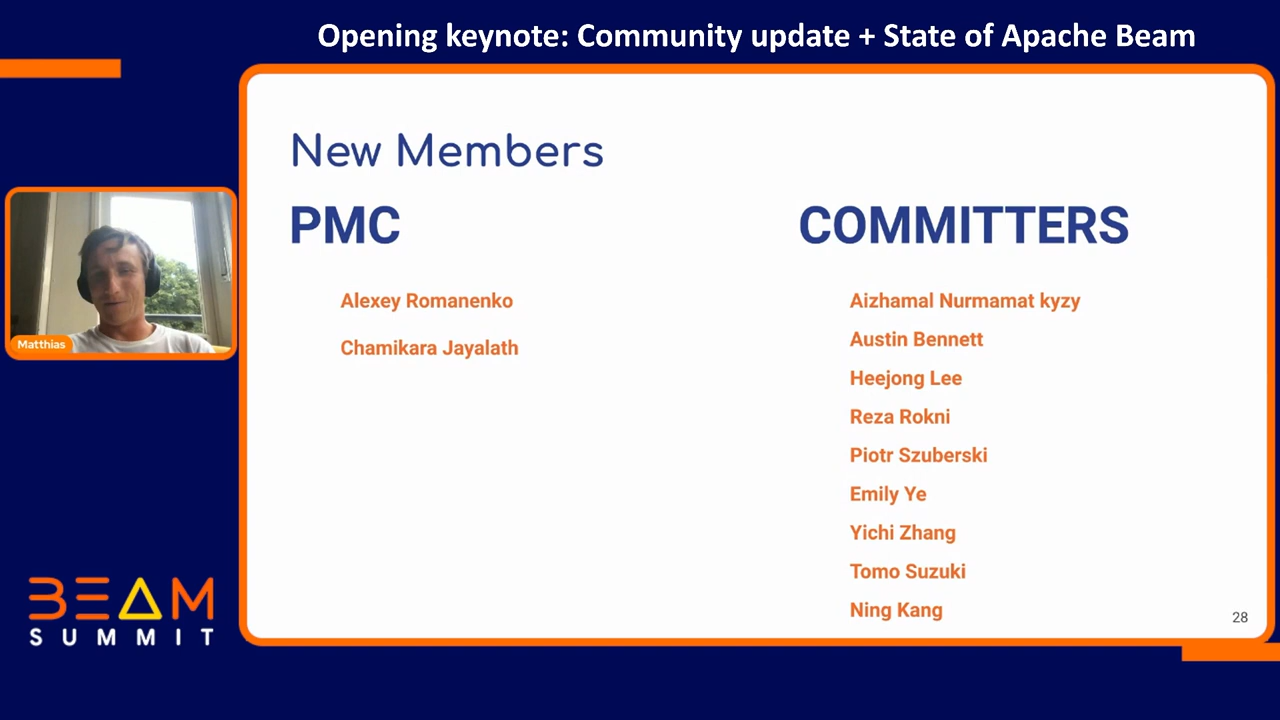 Opening keynote: Community update + State of Apache Beam
New Members
PMC
Alexey Romanenko
Chamikara Jayalath
COMMITTERS
Aizhamal Nurmamat kyzy
Austin Bennett
Heejong Lee
Reza Rokni
Piotr Szuberski
Emily Ye
Yichi Zhang
Tomo Suzuki
Ning Kang
28
Matthias
BEAM
SUMMIT